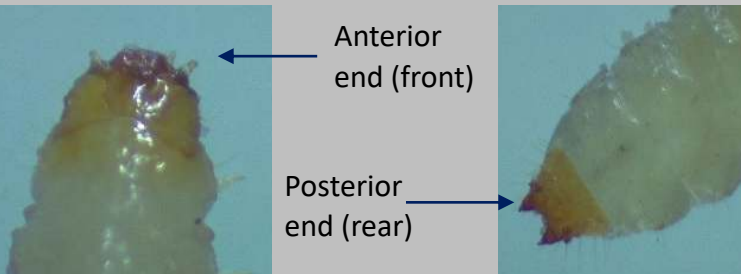 Anterior
end (front)
Posterior
end (rear)